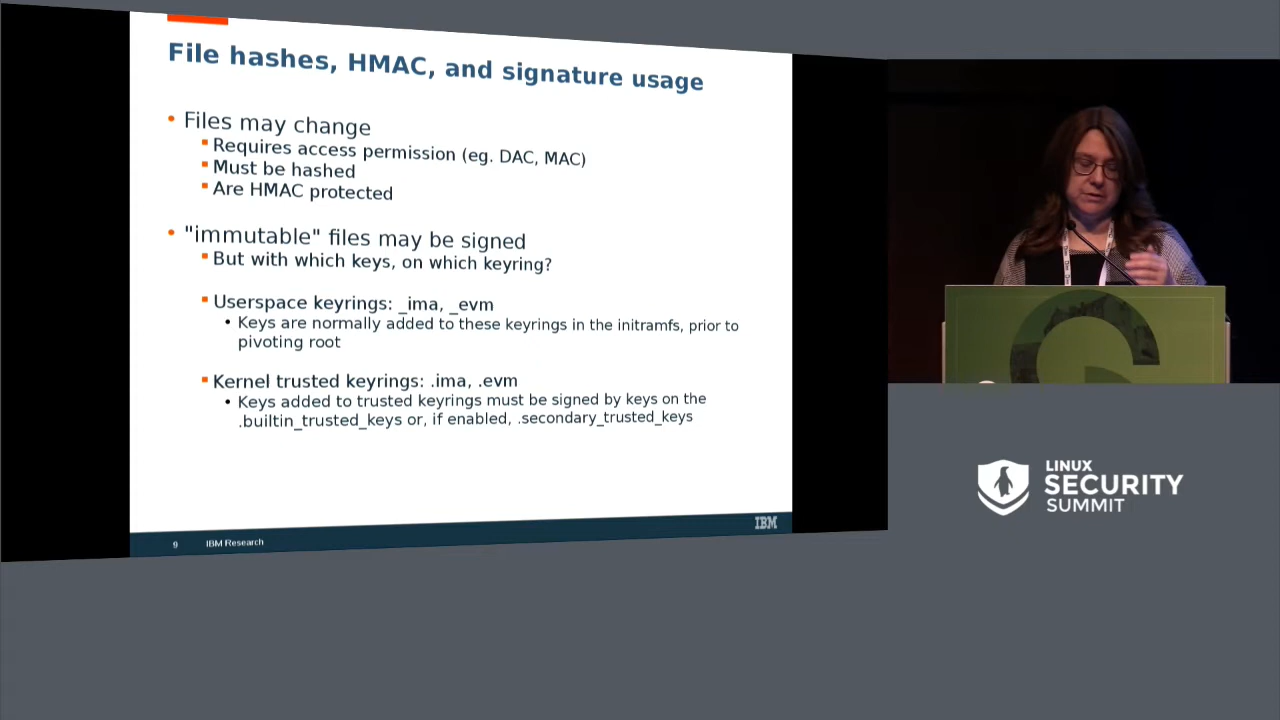 File hashes, HMAC, and signature usage
Files may change
Requires access permission (eg. DAC, MAC)
Must be hashed
Are HMAC protected
"immutable" files may be signed
But with which keys, on which keyring?
Userspace keyrings: _ima, _evm
Keys are normally added to these keyrings in the initramfs, prior to
pivoting root
Kernel trusted keyrings: .ima, .evm
Keys added to trusted keyrings must be signed by keys on the
.builtin_trusted_keys or, if enabled, .secondary_trusted_keys
9 IBM Research
IBM
LINUX
SECURITY
SUMMIT